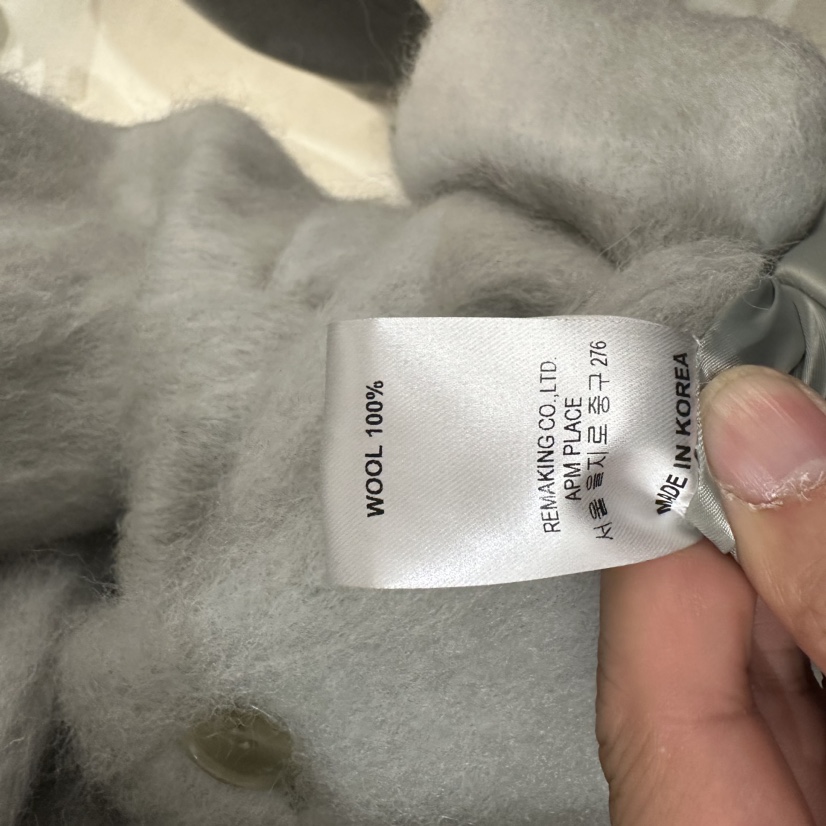 WOOL 100%
REMAKING CO.,LTD.
APM PLACE
서울 을지로 중구 276
MADE IN KOREA